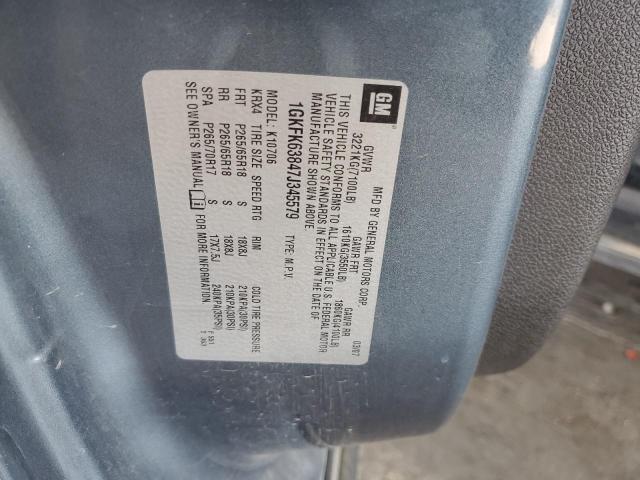 GM
MFD BY GENERAL MOTORS CORP. 03/07
GVWR GAWR FRT GAWR RR
3221KG(7100LB) 1610KG(3550LB) 1860KG(4100LB)
THIS VEHICLE CONFORMS TO ALL APPLICABLE U.S. FEDERAL MOTOR
VEHICLE SAFETY STANDARDS IN EFFECT ON THE DATE OF
MANUFACTURE SHOWN ABOVE.
1GKFK63847J345579 TYPE: M.P.V.
MODEL: K10706
KRX4 TIRE SIZE SPEED RTG RIM COLD TIRE PRESSURE
FRT P265/65R18 S 18X8J 210KPA(30PSI)
RR P265/65R18 S 18X8J 210KPA(30PSI)
SPA P265/70R17 S 17X7.5J 240KPA(35PSI)
SEE OWNER'S MANUAL FOR MORE INFORMATION